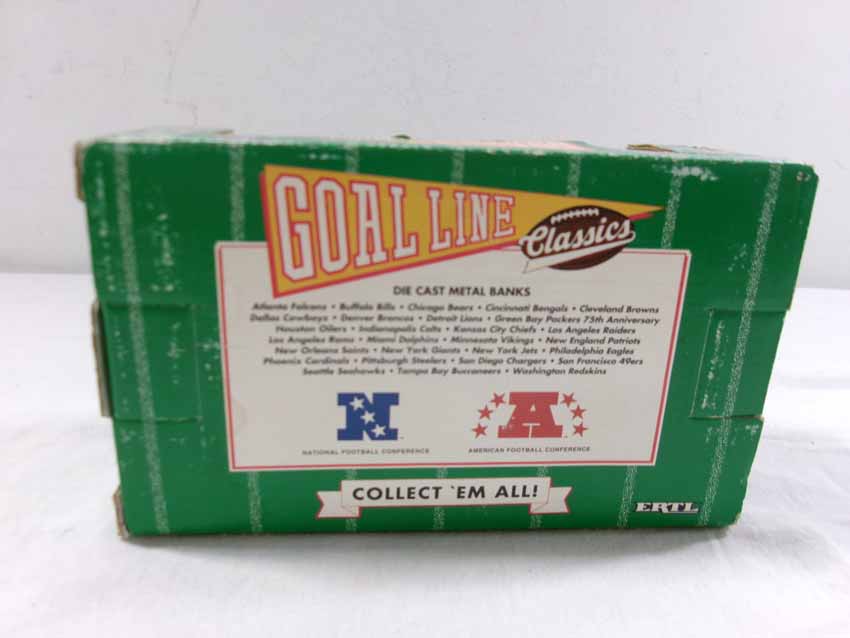 GOAL LINE
Classics
DIE CAST METAL BANKS
Atlanta Falcons • Buffalo Bills • Chicago Bears • Cincinnati Bengals • Cleveland Browns
Dallas Cowboys • Denver Broncos • Detroit Lions • Green Bay Packers 75th Anniversary
Houston Oilers • Indianapolis Colts • Kansas City Chiefs • Los Angeles Raiders
Los Angeles Rams • Miami Dolphins • Minnesota Vikings • New England Patriots
New Orleans Saints • New York Giants • New York Jets • Philadelphia Eagles
Phoenix Cardinals • Pittsburgh Steelers • San Diego Chargers • San Francisco 49ers
Seattle Seahawks • Tampa Bay Buccaneers • Washington Redskins
N A
NATIONAL FOOTBALL CONFERENCE AMERICAN FOOTBALL CONFERENCE
COLLECT 'EM ALL!
ERTL